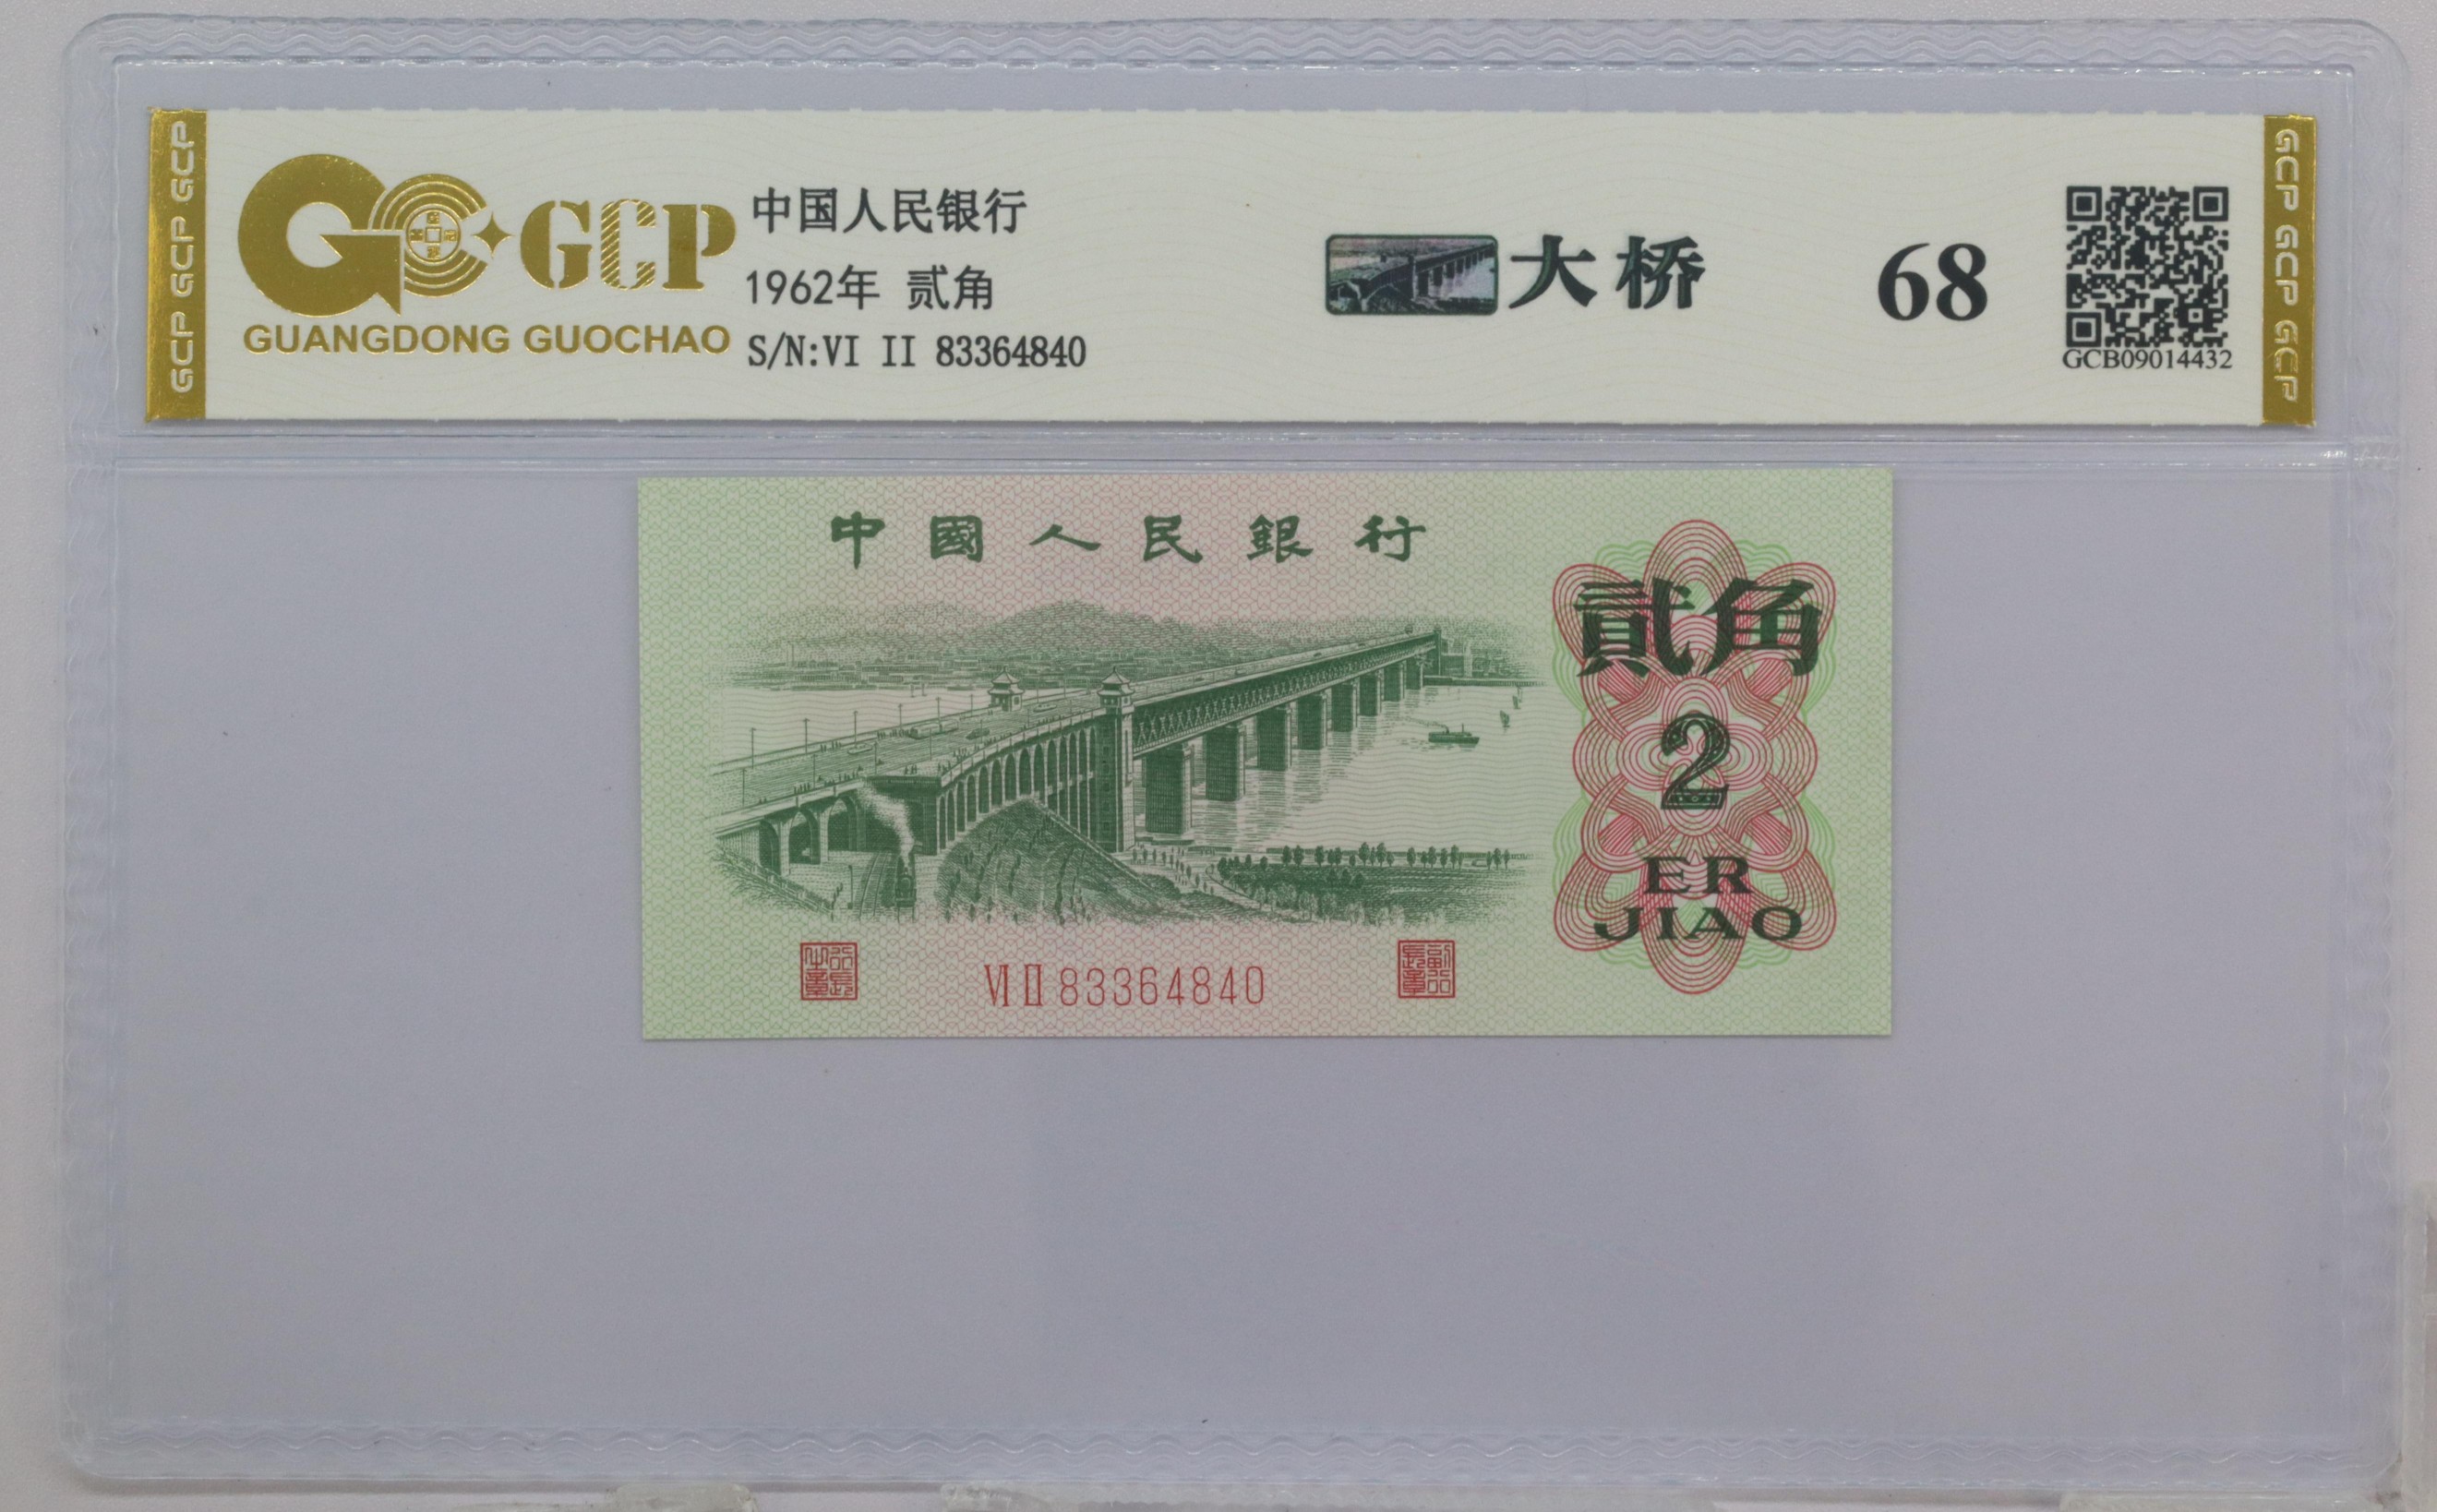 GCP GCP GCP
GCP
GUANGDONG GUOCHAO
中国人民银行
1962年 贰角
S/N:VI II 83364840
大桥
68
GCB09014432
GCP GCP GCP
中國人民銀行
貳角
2
ER
JIAO
VI II 83364840